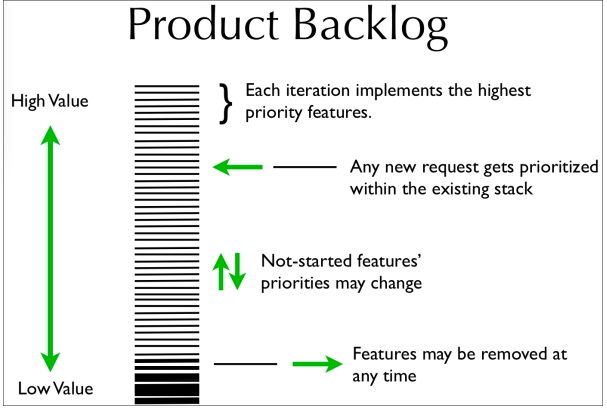 Product Backlog
High Value
Each iteration implements the highest
priority features.
Any new request gets prioritized
within the existing stack
Not-started features'
priorities may change
Features may be removed at
any time
Low Value